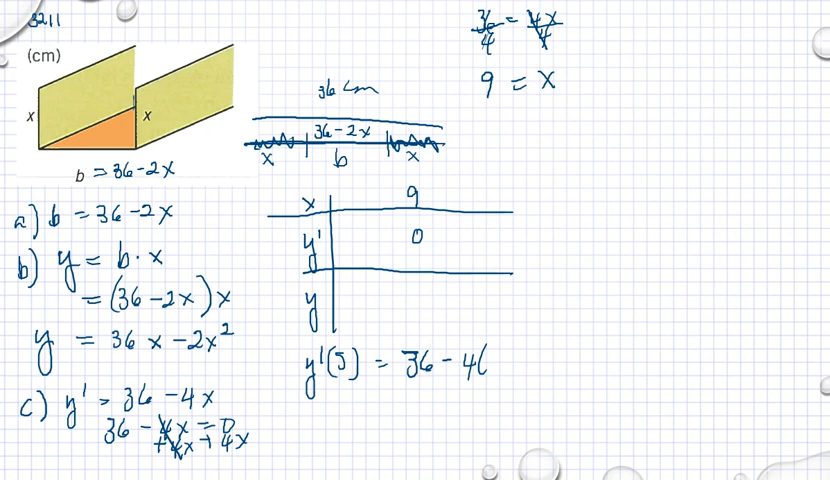 3211
(cm)
x
x
b = 36 - 2x
a) b = 36 - 2x
b) y = b · x
= (36 - 2x) x
y = 36x - 2x²
c) y' = 36 - 4x
36 - 4x = 0
+ 4x + 4x
36 cm
36 - 2x
x b x
36/4 = 4x/4
9 = x
x 9
y' 0
y
y'(5) = 36 - 4(